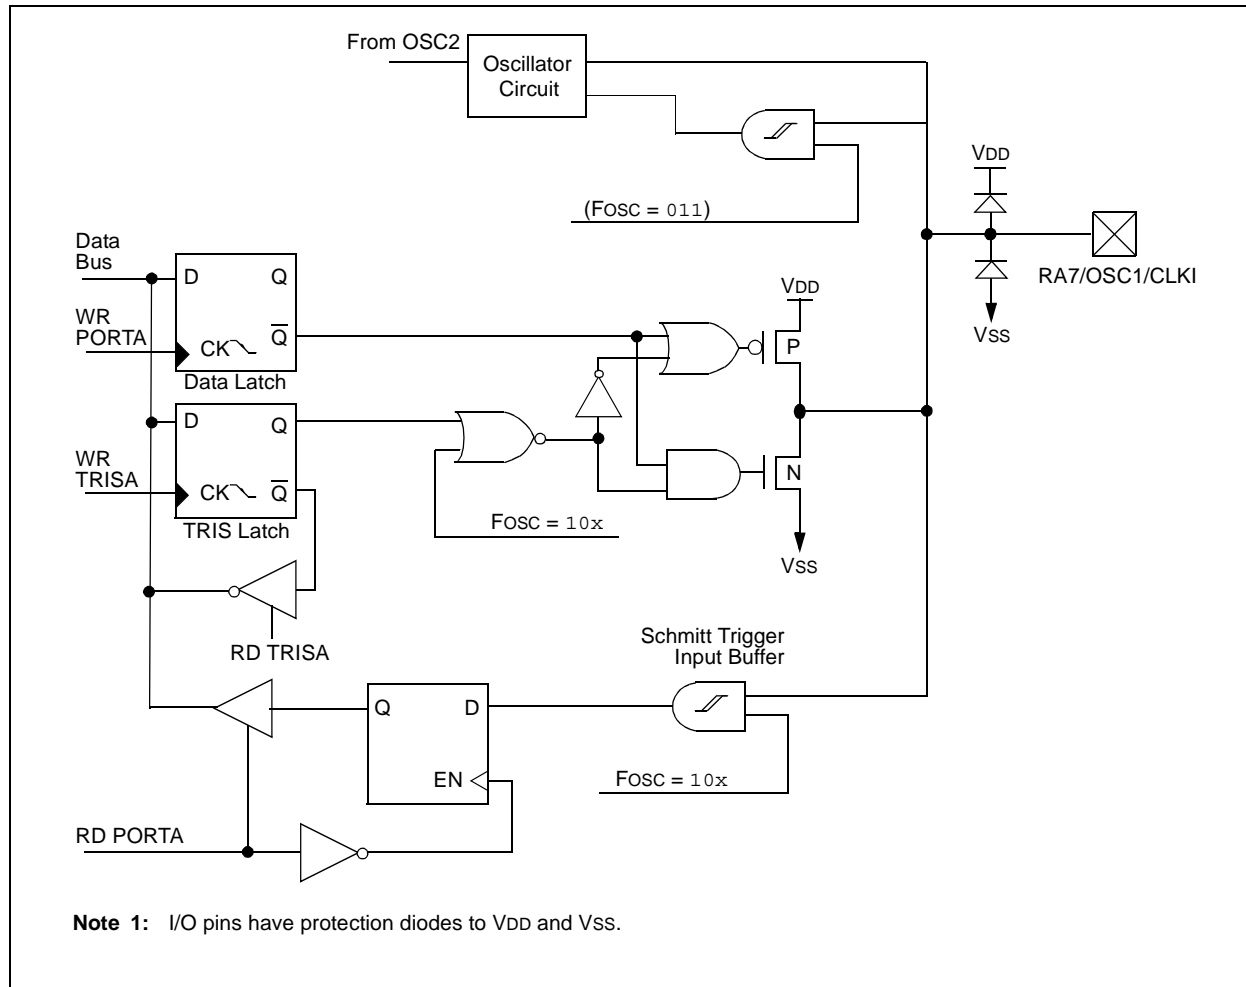 From OSC2
Oscillator
Circuit
VDD
(FOSC = 011)
Data
Bus
D
Q
RA7/OSC1/CLKI
VDD
WR
PORTA
CK
Q
VSS
P
Data Latch
D
Q
WR
TRISA
CK
Q
N
FOSC = 10x
TRIS Latch
VSS
RD TRISA
Schmitt Trigger
Input Buffer
Q
D
EN
FOSC = 10x
RD PORTA
Note 1: I/O pins have protection diodes to VDD and VSS.